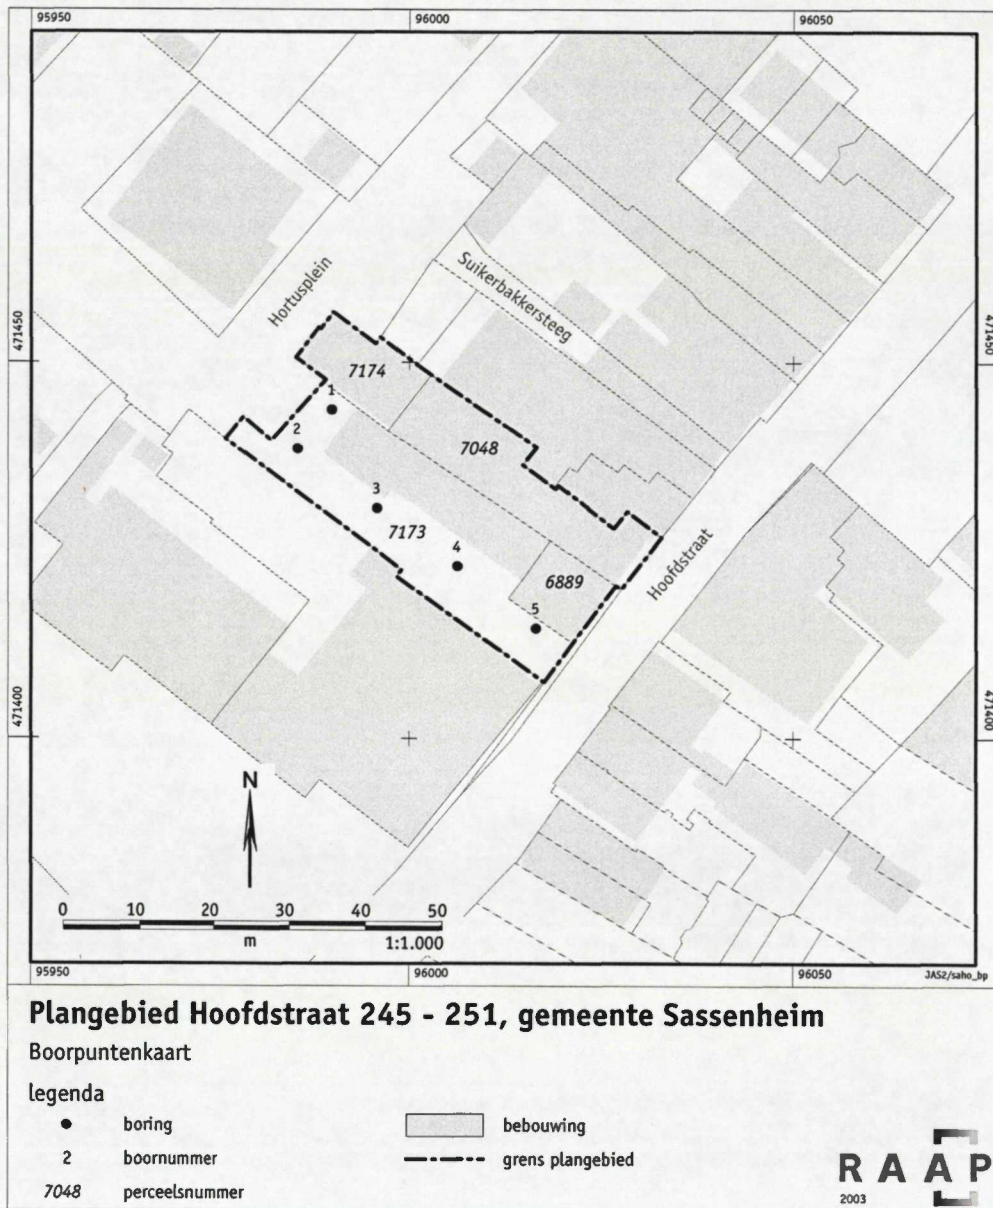 95950
96000
96050
Hortusplein
Suikerbakkersteeg
471450
471450
7174
1
2
7048
3
7173
4
Hoofdstraat
6889
5
471400
471400
N
0 10 20 30 40 50
m 1:1.000
95950
96000
96050
JAS2/saho_bp
Plangebied Hoofdstraat 245 - 251, gemeente Sassenheim
Boorpuntenkaart
legenda
boring
bebouwing
2 boornummer
grens plangebied
7048 perceelsnummer
RAAP
2003